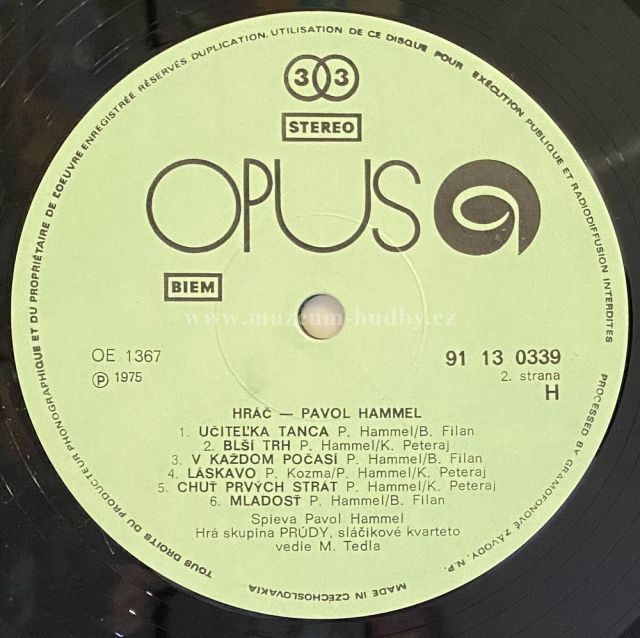 TOUS DROITS DU PRODUCTEUR PHONOGRAPHIQUE ET DU PROPRIÉTAIRE DE L'OEUVRE ENREGISTRÉE RÉSERVÉS. DUPLICATION, UTILISATION DE CE DISQUE POUR EXÉCUTION PUBLIQUE ET RADIODIFFUSION INTERDITES
PROCESSED BY GRAMOFONOVÉ ZÁVODY, N.P.
MADE IN CZECHOSLOVAKIA
33
STEREO
OPUS
BIEM
www.muzeum-hudby.cz
OE 1367
91 13 0339
Ⓟ 1975
2. strana
H
HRÁČ — PAVOL HAMMEL
1. UČITEĽKA TANCA P. Hammel/B. Filan
2. BLŠÍ TRH P. Hammel/K. Peteraj
3. V KAŽDOM POČASÍ P. Hammel/B. Filan
4. LÁSKAVO P. Kozma/P. Hammel/K. Peteraj
5. CHUŤ PRVÝCH STRÁT P. Hammel/K. Peteraj
6. MLADOSŤ P. Hammel/B. Filan
Spieva Pavol Hammel
Hrá skupina PRÚDY, sláčikové kvarteto
vedie M. Tedla